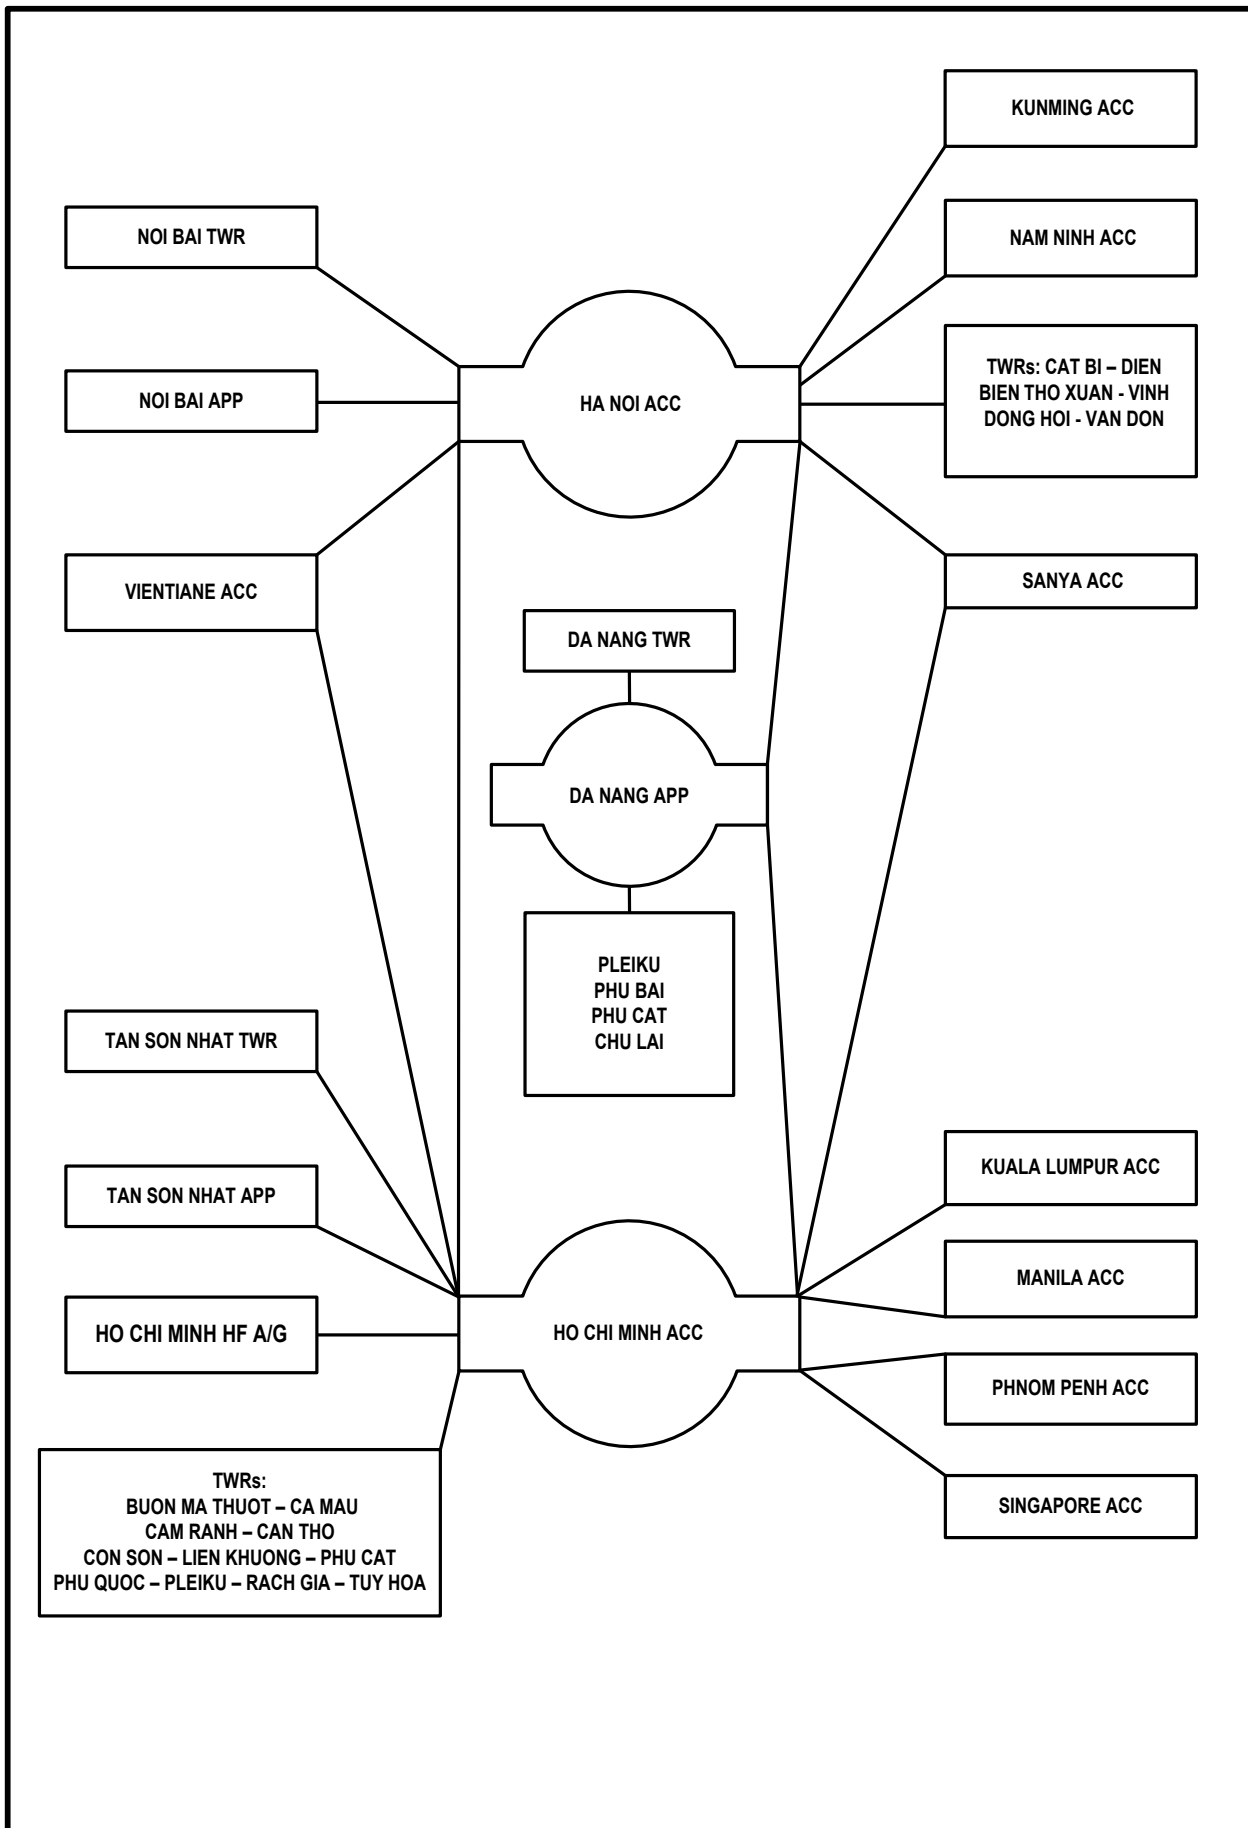 KUNMING ACC
NOI BAI TWR
NAM NINH ACC
TWRs: CAT BI – DIEN
BIEN THO XUAN - VINH
DONG HOI - VAN DON
NOI BAI APP
HA NOI ACC
VIENTIANE ACC
SANYA ACC
DA NANG TWR
DA NANG APP
PLEIKU
PHU BAI
PHU CAT
CHU LAI
TAN SON NHAT TWR
TAN SON NHAT APP
KUALA LUMPUR ACC
MANILA ACC
HO CHI MINH HF A/G
HO CHI MINH ACC
PHNOM PENH ACC
SINGAPORE ACC
TWRs:
BUON MA THUOT – CA MAU
CAM RANH – CAN THO
CON SON – LIEN KHUONG – PHU CAT
PHU QUOC – PLEIKU – RACH GIA – TUY HOA